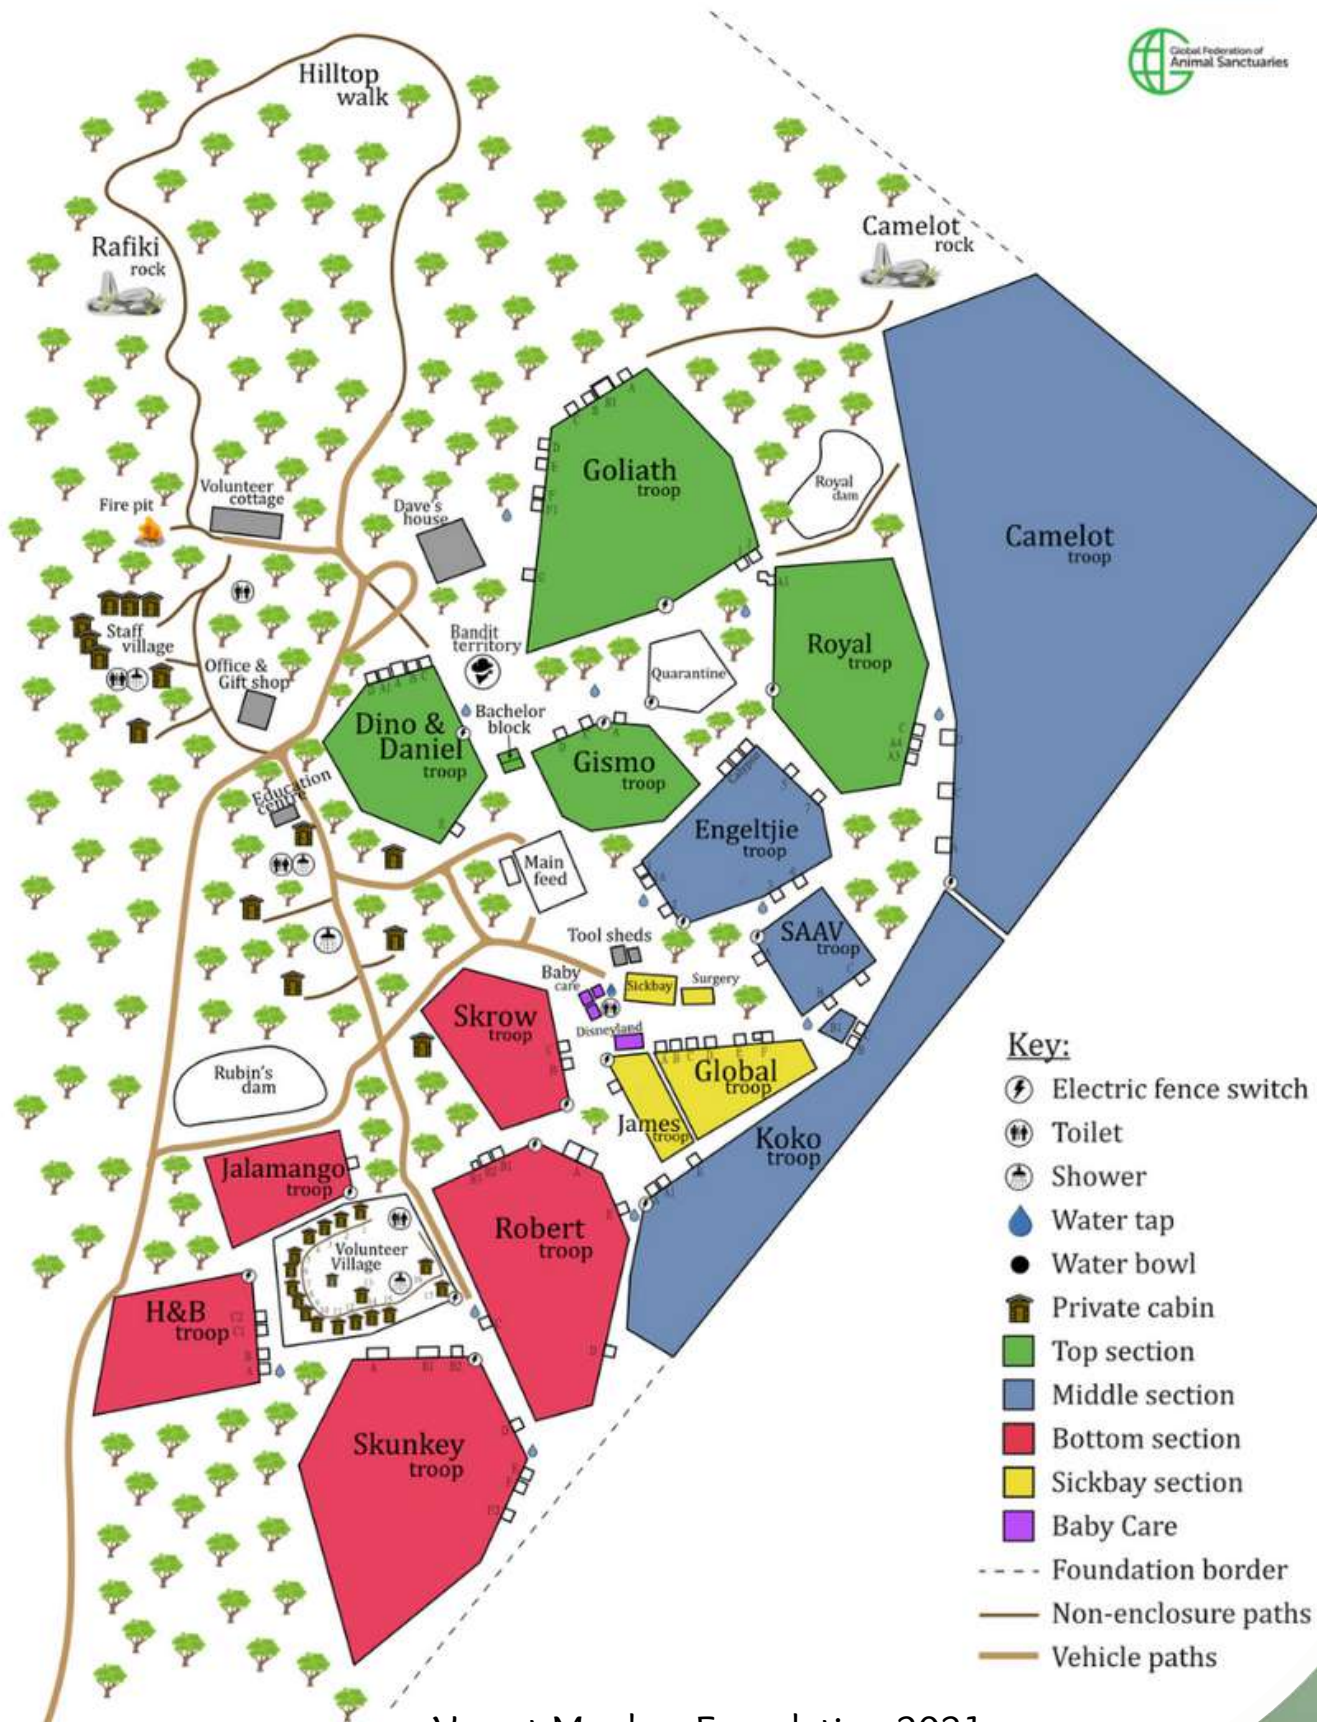 Global Federation of
Animal Sanctuaries
Hilltop
walk
Rafiki
rock
Camelot
rock
Goliath
troop
Royal
dam
Camelot
troop
Fire pit
Volunteer
cottage
Dave's
house
Staff
village
Office &
Gift shop
Bandit
territory
Quarantine
Royal
troop
Dino &
Daniel
troop
Bachelor
block
Gismo
troop
Education
centre
Engeltjie
troop
Main
feed
SAAV
troop
Tool sheds
Baby
care
Sickbay
Surgery
Disneyland
Skrow
troop
Global
troop
James
troop
Koko
troop
Rubin's
dam
Jalamango
troop
Robert
troop
Volunteer
Village
H&B
troop
Skunkey
troop
Key:
Electric fence switch
Toilet
Shower
Water tap
Water bowl
Private cabin
Top section
Middle section
Bottom section
Sickbay section
Baby Care
Foundation border
Non-enclosure paths
Vehicle paths